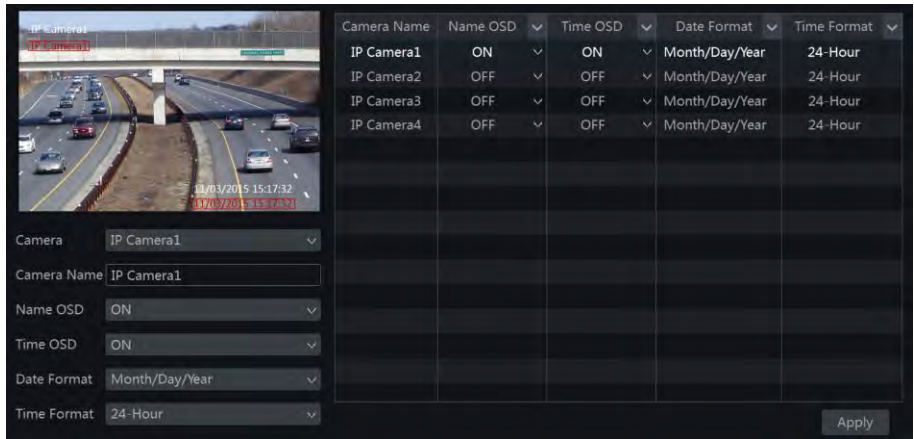 IP Camera1
IP Camera1
11/03/2015 15:17:32
11/03/2015 15:17:32
Camera IP Camera1
Camera Name IP Camera1
Name OSD ON
Time OSD ON
Date Format Month/Day/Year
Time Format 24-Hour
Camera Name Name OSD Time OSD Date Format Time Format
IP Camera1 ON ON Month/Day/Year 24-Hour
IP Camera2 OFF OFF Month/Day/Year 24-Hour
IP Camera3 OFF OFF Month/Day/Year 24-Hour
IP Camera4 OFF OFF Month/Day/Year 24-Hour
Apply